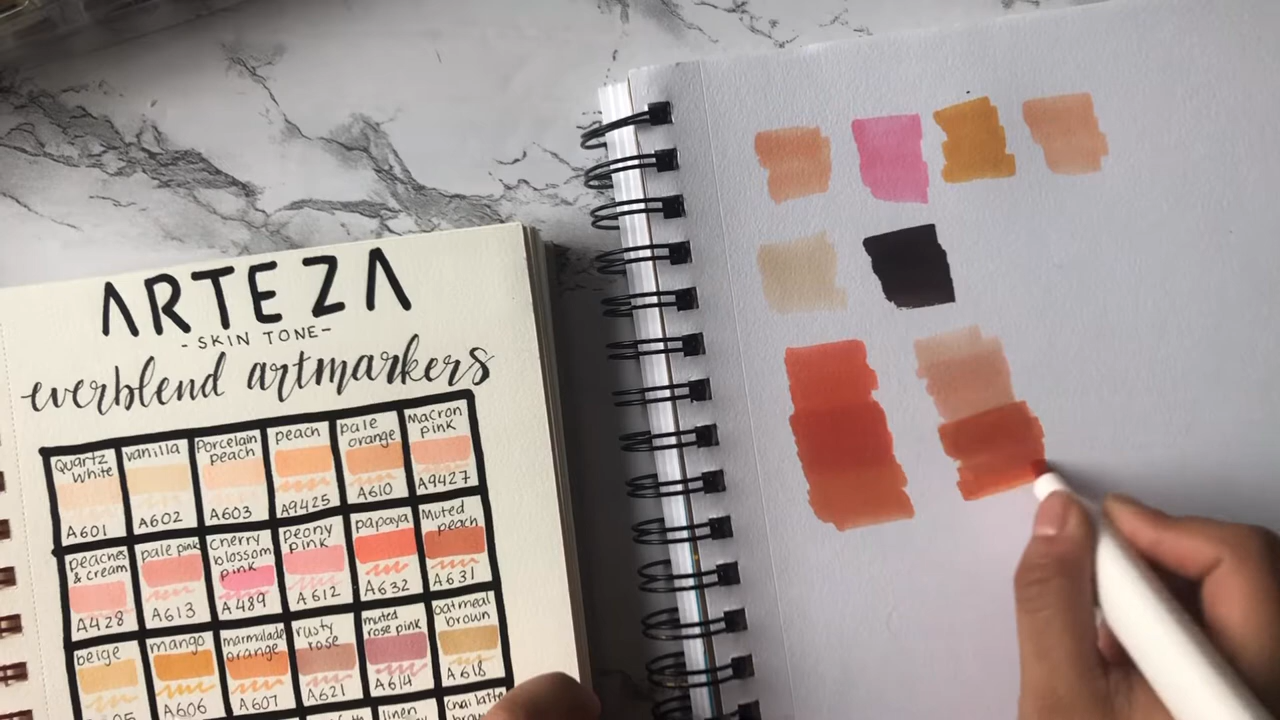 ARTEZA
-SKIN TONE-
everblend artmarkers
Quartz White A601
vanilla A602
Porcelain peach A603
peach A9425
pale orange A610
Macron pink A9427
peaches & cream A428
pale pink A613
cherry blossom pink A489
peony pink A612
papaya A632
Muted peach A631
beige
mango A606
marmalade orange A607
rusty rose A621
muted rose pink A614
oatmeal brown A618
linen
chai latte